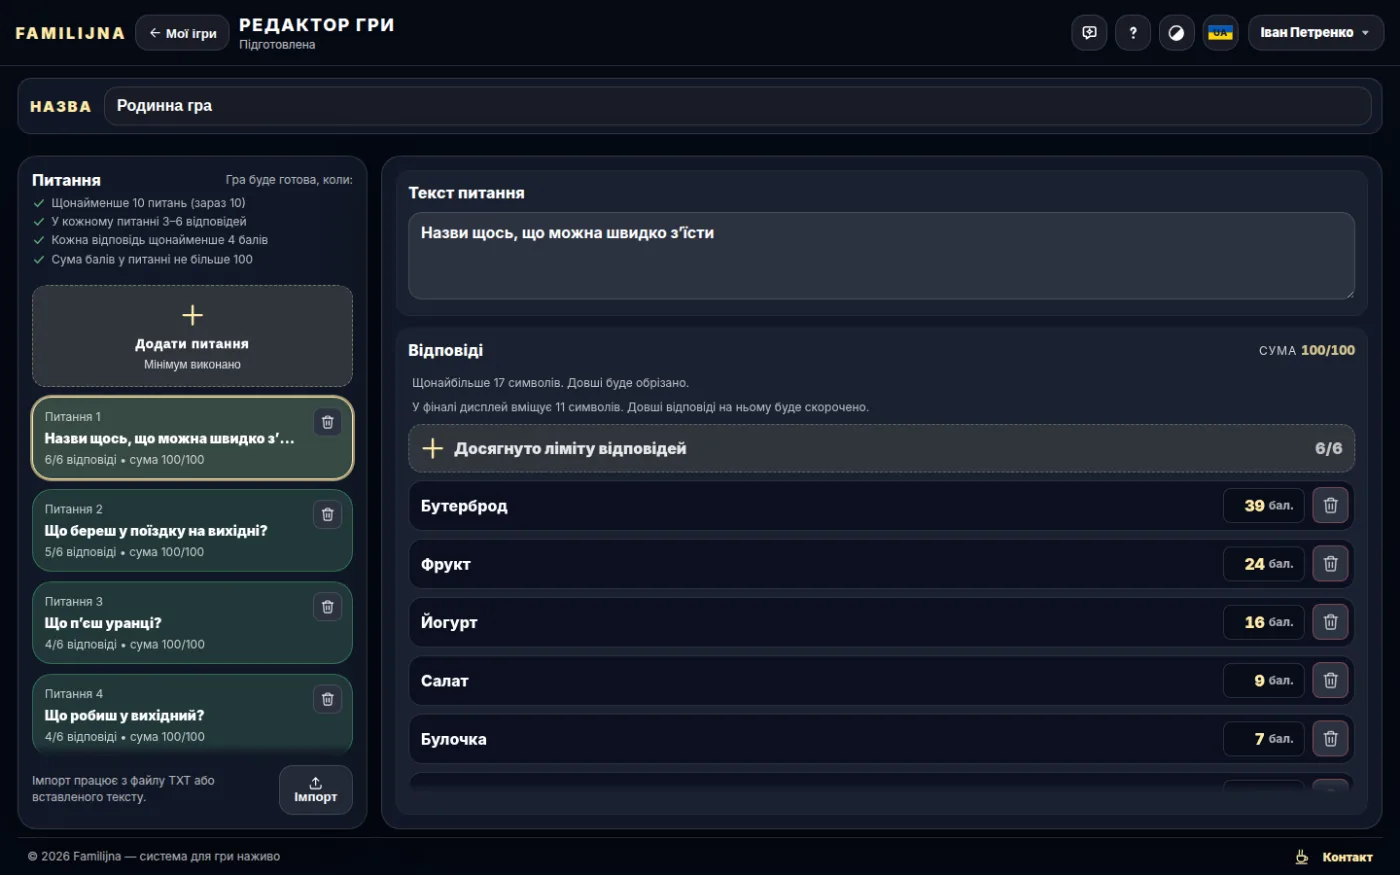 FAMILIJNA
← Мої ігри
РЕДАКТОР ГРИ
Підготовлена
?
UA
Іван Петренко
НАЗВА
Родинна гра
Питання
Гра буде готова, коли:
Щонайменше 10 питань (зараз 10)
У кожному питанні 3–6 відповідей
Кожна відповідь щонайменше 4 балів
Сума балів у питанні не більше 100
Додати питання
Мінімум виконано
Питання 1
Назви щось, що можна швидко з’…
6/6 відповіді • сума 100/100
Питання 2
Що береш у поїздку на вихідні?
5/6 відповіді • сума 100/100
Питання 3
Що п’єш уранці?
4/6 відповіді • сума 100/100
Питання 4
Що робиш у вихідний?
4/6 відповіді • сума 100/100
Імпорт працює з файлу TXT або
вставленого тексту.
Імпорт
Текст питання
Назви щось, що можна швидко з’їсти
Відповіді
СУМА 100/100
Щонайбільше 17 символів. Довші буде обрізано.
У фіналі дисплей вміщує 11 символів. Довші відповіді на ньому буде скорочено.
Досягнуто ліміту відповідей
6/6
Бутерброд
39 бал.
Фрукт
24 бал.
Йогурт
16 бал.
Салат
9 бал.
Булочка
7 бал.
© 2026 Familijna — система для гри наживо
Контакт